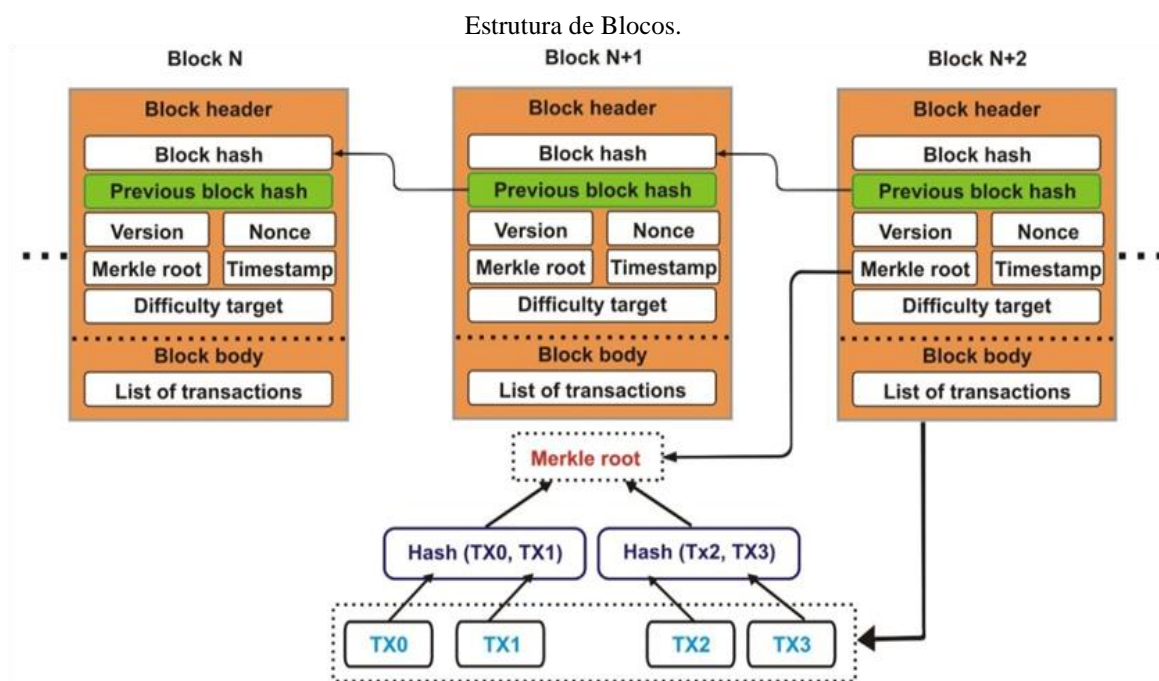 Estrutura de Blocos.
Block N
Block N+1
Block N+2
Block header
Block header
Block header
Block hash
Block hash
Block hash
Previous block hash
Previous block hash
Previous block hash
Version Nonce
Version Nonce
Version Nonce
Merkle root Timestamp
Merkle root Timestamp
Merkle root Timestamp
Difficulty target
Difficulty target
Difficulty target
Block body
Block body
Block body
List of transactions
List of transactions
List of transactions
Merkle root
Hash (TX0, TX1)
Hash (Tx2, TX3)
TX0
TX1
TX2
TX3